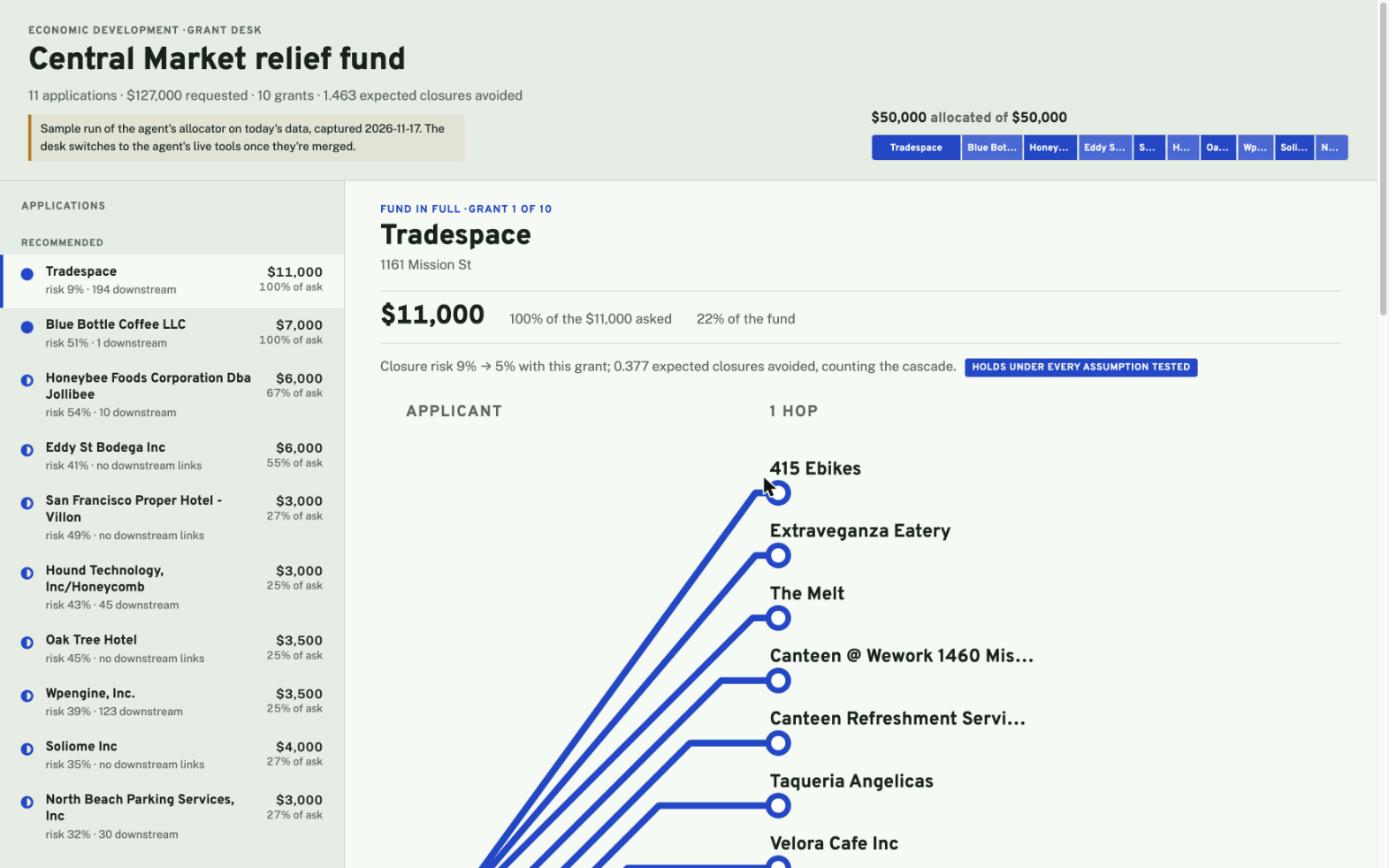 ECONOMIC DEVELOPMENT · GRANT DESK
Central Market relief fund
11 applications · $127,000 requested · 10 grants · 1.463 expected closures avoided
Sample run of the agent's allocator on today's data, captured 2026-11-17. The
desk switches to the agent's live tools once they're merged.
$50,000 allocated of $50,000
Tradespace
Blue Bot…
Honey…
Eddy S…
S…
H…
Oa…
Wp…
Soli…
N…
APPLICATIONS
RECOMMENDED
Tradespace $11,000
risk 9% · 194 downstream 100% of ask
Blue Bottle Coffee LLC $7,000
risk 51% · 1 downstream 100% of ask
Honeybee Foods Corporation Dba $6,000
Jollibee 67% of ask
risk 54% · 10 downstream
Eddy St Bodega Inc $6,000
risk 41% · no downstream links 55% of ask
San Francisco Proper Hotel - $3,000
Villon 27% of ask
risk 49% · no downstream links
Hound Technology, $3,000
Inc/Honeycomb 25% of ask
risk 43% · 45 downstream
Oak Tree Hotel $3,500
risk 45% · no downstream links 25% of ask
Wpengine, Inc. $3,500
risk 39% · 123 downstream 25% of ask
Soliome Inc $4,000
risk 35% · no downstream links 27% of ask
North Beach Parking Services, $3,000
Inc 27% of ask
risk 32% · 30 downstream
FUND IN FULL · GRANT 1 OF 10
Tradespace
1161 Mission St
$11,000 100% of the $11,000 asked 22% of the fund
Closure risk 9% → 5% with this grant; 0.377 expected closures avoided, counting the cascade. HOLDS UNDER EVERY ASSUMPTION TESTED
APPLICANT 1 HOP
415 Ebikes
Extraveganza Eatery
The Melt
Canteen @ Wework 1460 Mis…
Canteen Refreshment Servi…
Taqueria Angelicas
Velora Cafe Inc